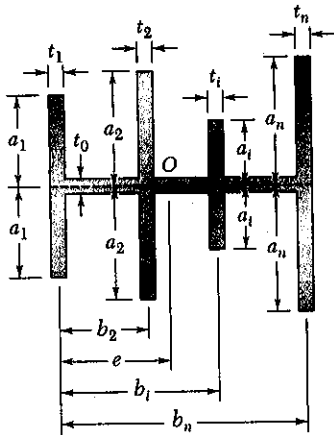 t₁
t₂
tᵢ
tₙ
a₁
t₀
a₂
O
aᵢ
aₙ
a₁
a₂
aᵢ
aₙ
b₂
e
bᵢ
bₙ